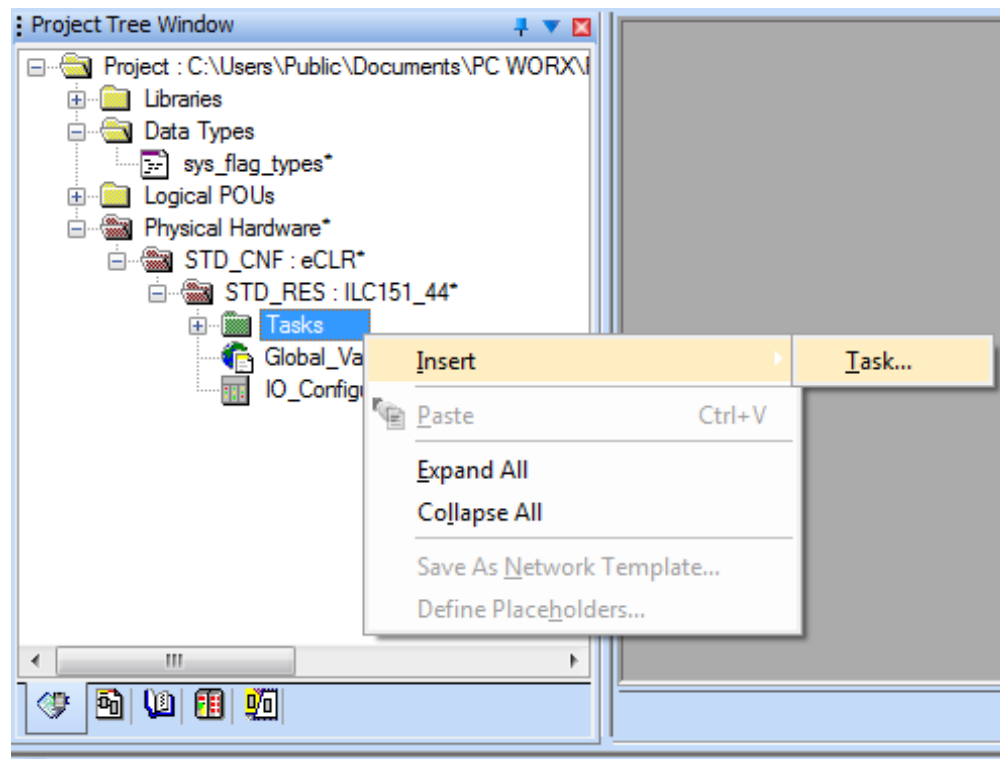 Project Tree Window
Project : C:\Users\Public\Documents\PC WORX\
Libraries
Data Types
sys_flag_types*
Logical POUs
Physical Hardware*
STD_CNF : eCLR*
STD_RES : ILC151_44*
Tasks
Global_Va
IO_Config
Insert
Task...
Paste Ctrl+V
Expand All
Collapse All
Save As Network Template...
Define Placeholders...